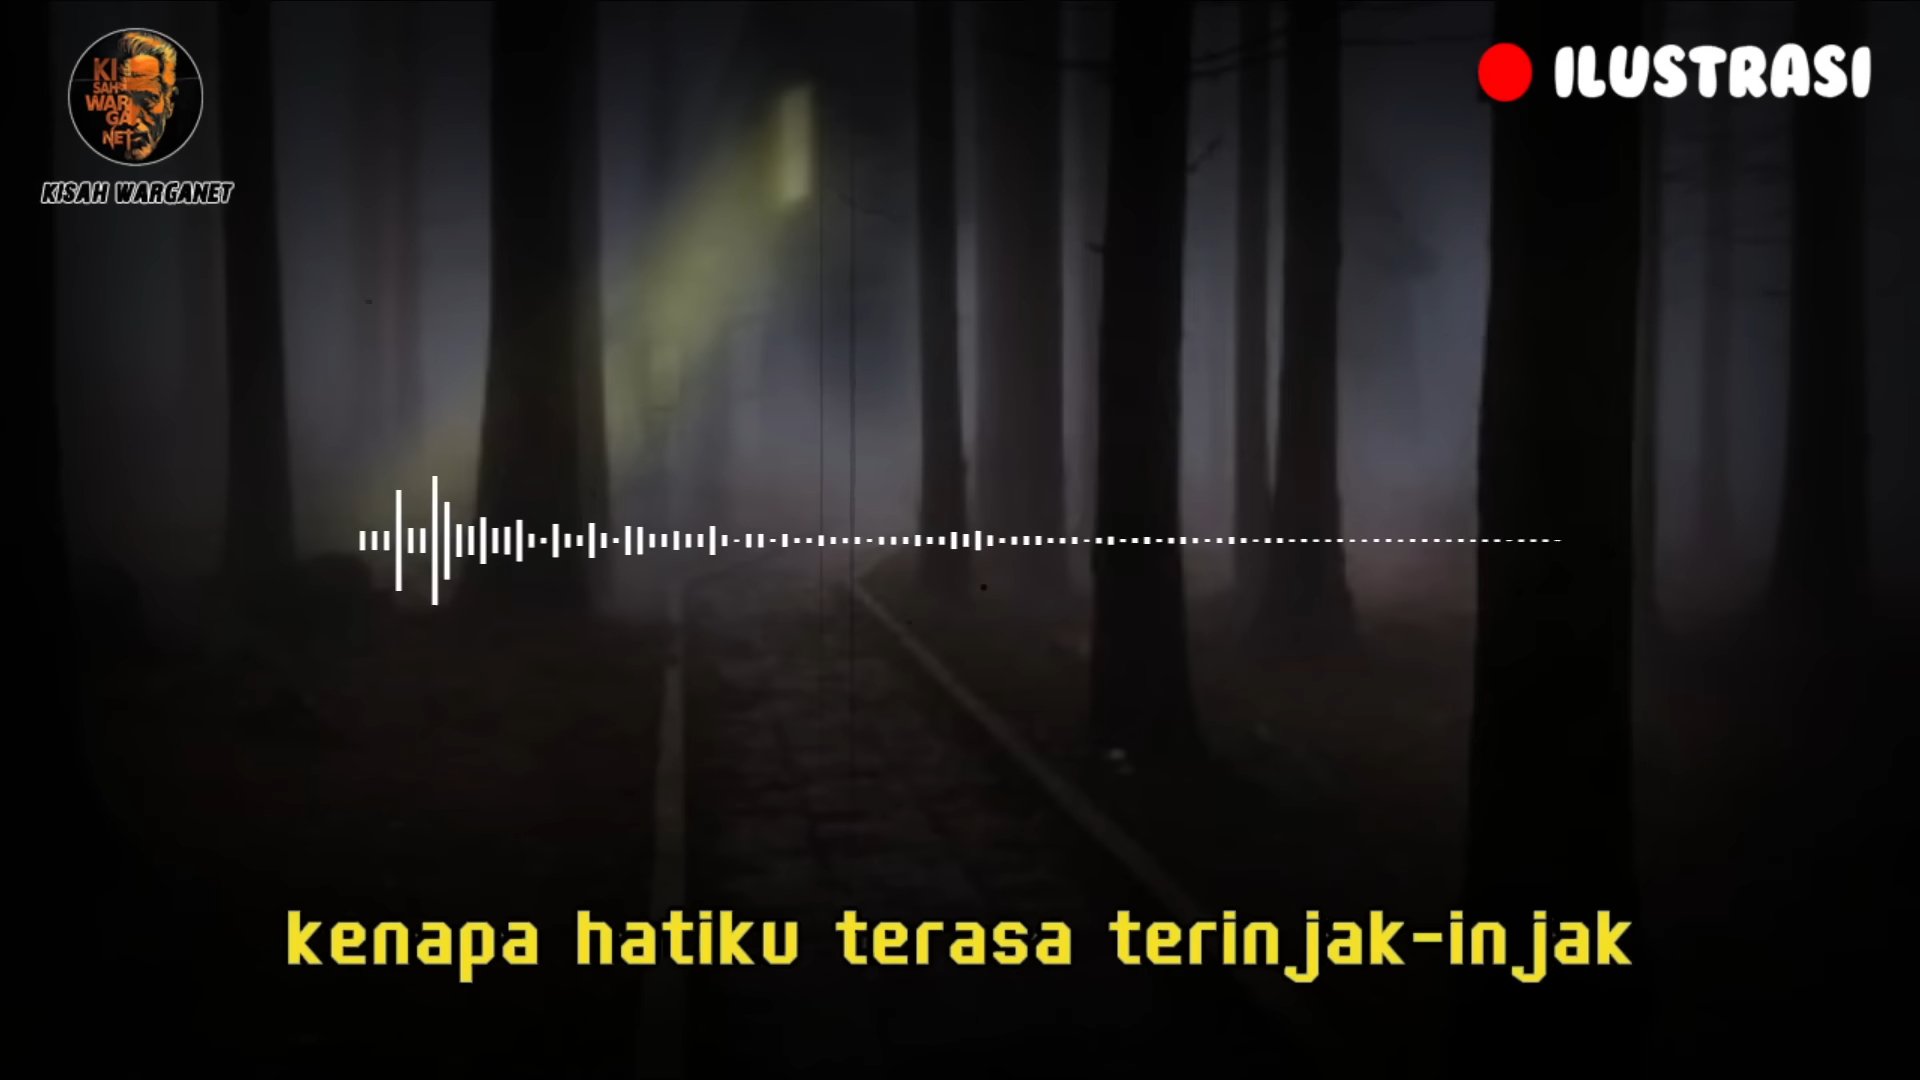 KI
SAH
WAR
GA
NET
KISAH WARGANET
ILUSTRASI
kenapa hatiku terasa terinjak-injak